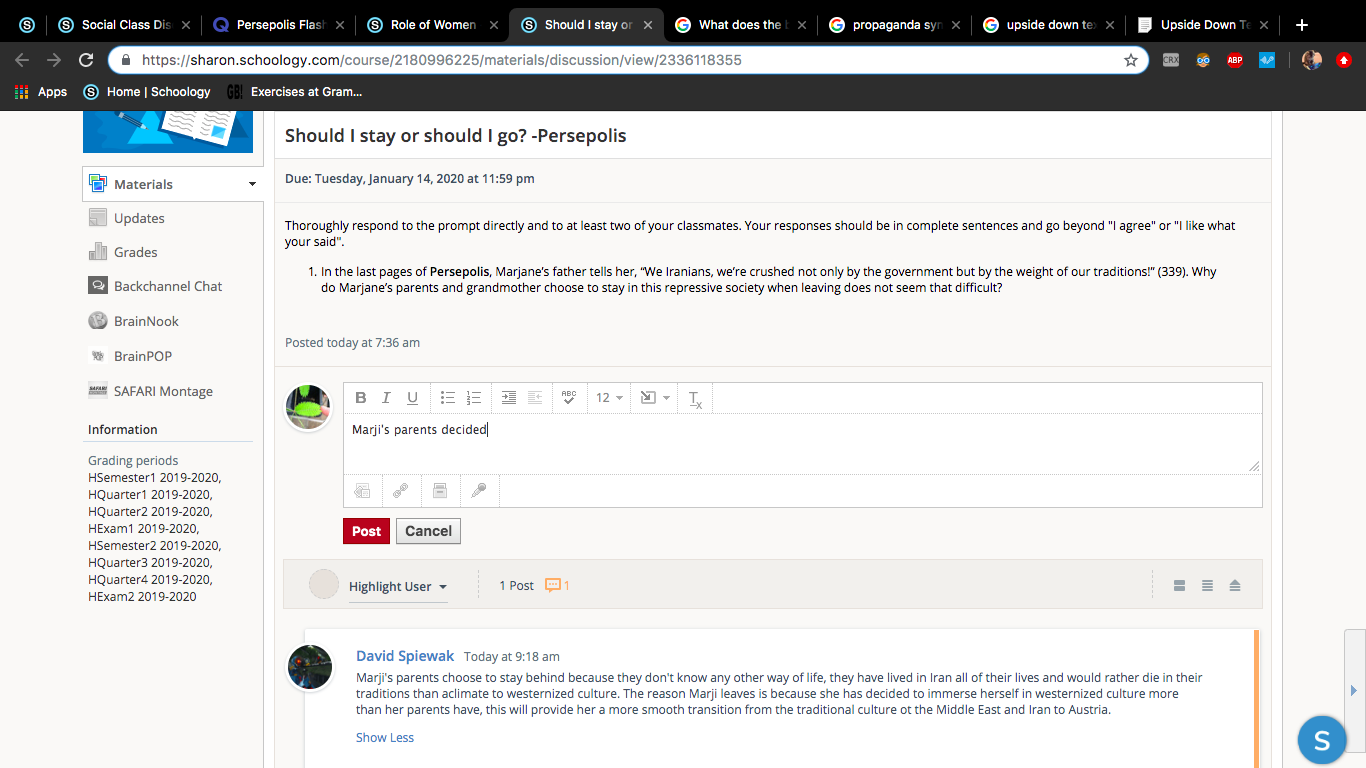 Social Class Dis
Persepolis Flash
Role of Women
Should I stay or
What does the b
propaganda syn
upside down tex
Upside Down Te
https://sharon.schoology.com/course/2180996225/materials/discussion/view/2336118355
CRX
ABP
Apps
Home | Schoology
GB!
Exercises at Gram...
Should I stay or should I go? -Persepolis
Due: Tuesday, January 14, 2020 at 11:59 pm
Thoroughly respond to the prompt directly and to at least two of your classmates. Your responses should be in complete sentences and go beyond "I agree" or "I like what
your said".
1. In the last pages of Persepolis, Marjane’s father tells her, “We Iranians, we’re crushed not only by the government but by the weight of our traditions!” (339). Why
do Marjane’s parents and grandmother choose to stay in this repressive society when leaving does not seem that difficult?
Posted today at 7:36 am
Materials
Updates
Grades
Backchannel Chat
BrainNook
BrainPOP
SAFARI Montage
Information
Grading periods
HSemester1 2019-2020,
HQuarter1 2019-2020,
HQuarter2 2019-2020,
HExam1 2019-2020,
HSemester2 2019-2020,
HQuarter3 2019-2020,
HQuarter4 2019-2020,
HExam2 2019-2020
B I U ABC 12 Tx
Marji's parents decided
Post Cancel
Highlight User 1 Post 1
David Spiewak Today at 9:18 am
Marji's parents choose to stay behind because they don't know any other way of life, they have lived in Iran all of their lives and would rather die in their
traditions than aclimate to westernized culture. The reason Marji leaves is because she has decided to immerse herself in westernized culture more
than her parents have, this will provide her a more smooth transition from the traditional culture ot the Middle East and Iran to Austria.
Show Less
S